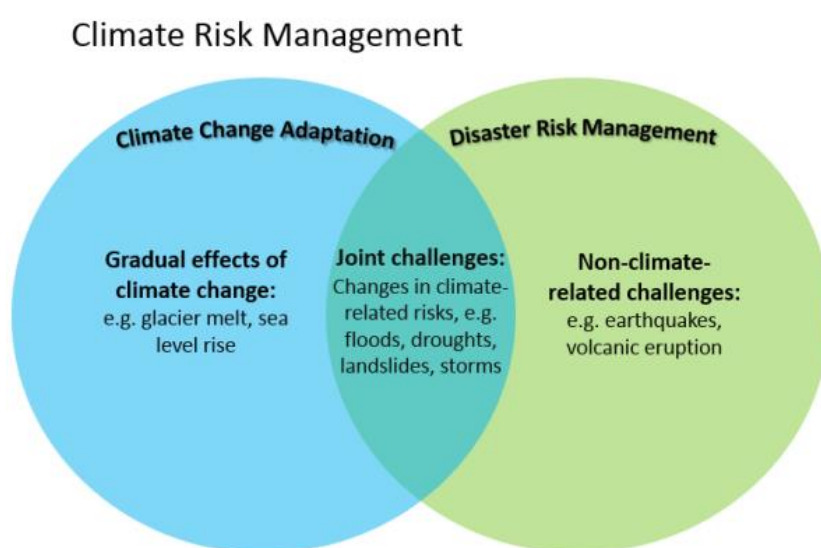 Climate Risk Management
Climate Change Adaptation
Disaster Risk Management
Gradual effects of
climate change:
e.g. glacier melt, sea
level rise
Joint challenges:
Changes in climate-
related risks, e.g.
floods, droughts,
landslides, storms
Non-climate-
related challenges:
e.g. earthquakes,
volcanic eruption